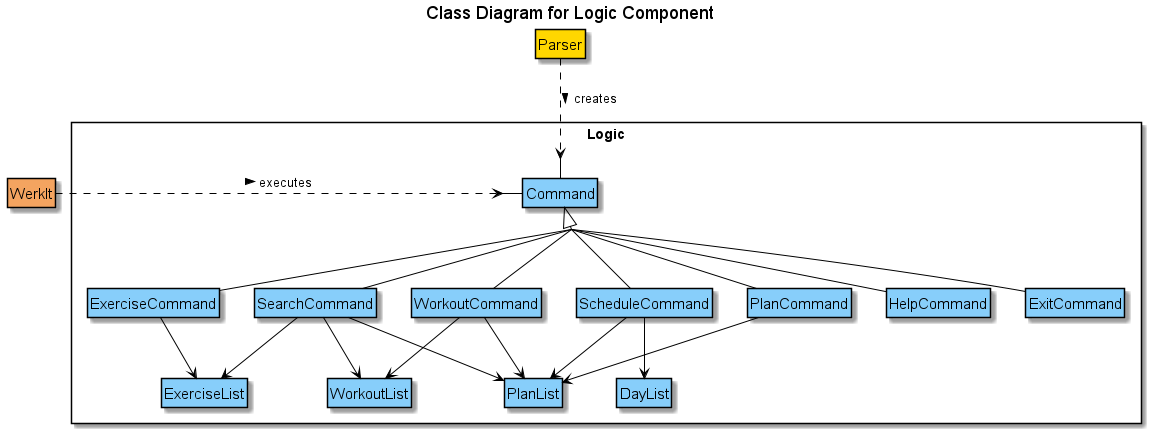 Class Diagram for Logic Component
Parser
creates
Logic
WerkIt
executes
Command
ExerciseCommand
SearchCommand
WorkoutCommand
ScheduleCommand
PlanCommand
HelpCommand
ExitCommand
ExerciseList
WorkoutList
PlanList
DayList